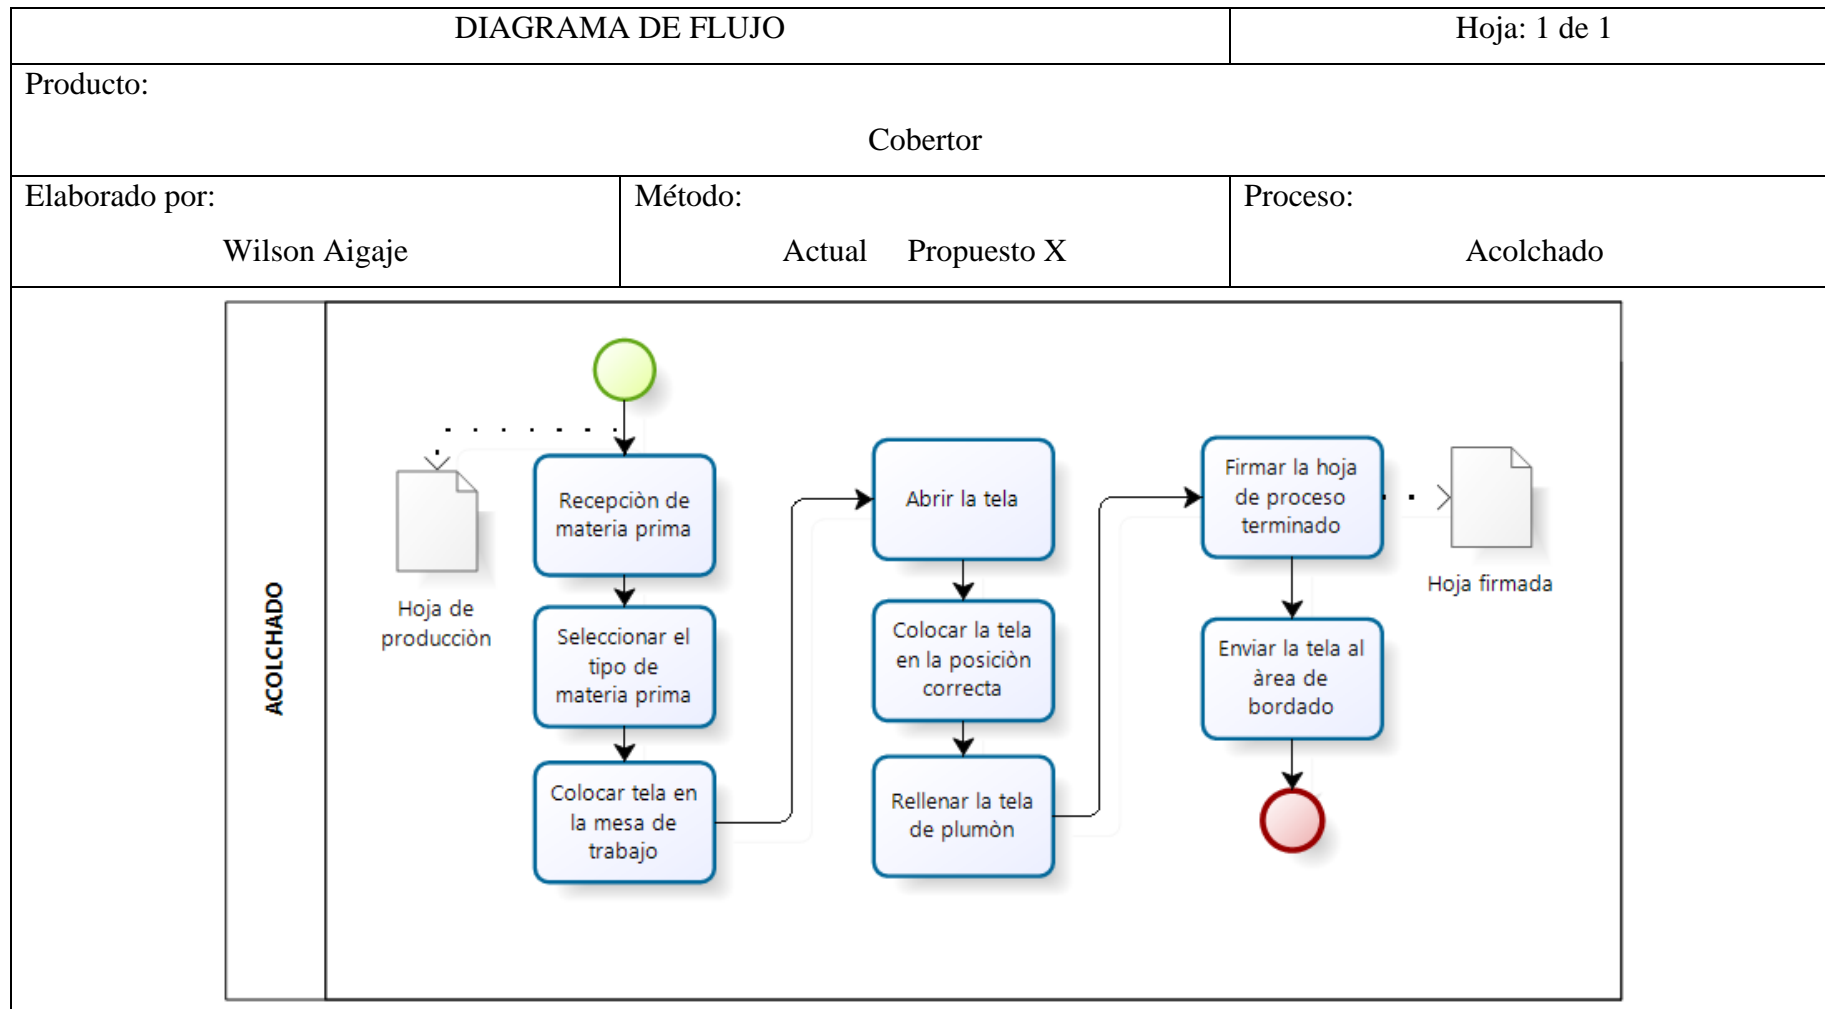 DIAGRAMA DE FLUJO
Hoja: 1 de 1
Producto:
Cobertor
Elaborado por:
Wilson Aigaje
Método:
Actual Propuesto X
Proceso:
Acolchado
ACOLCHADO
Hoja de
producciòn
Recepciòn de
materia prima
Seleccionar el
tipo de
materia prima
Colocar tela en
la mesa de
trabajo
Abrir la tela
Colocar la tela
en la posiciòn
correcta
Rellenar la tela
de plumòn
Firmar la hoja
de proceso
terminado
Hoja firmada
Enviar la tela al
àrea de
bordado